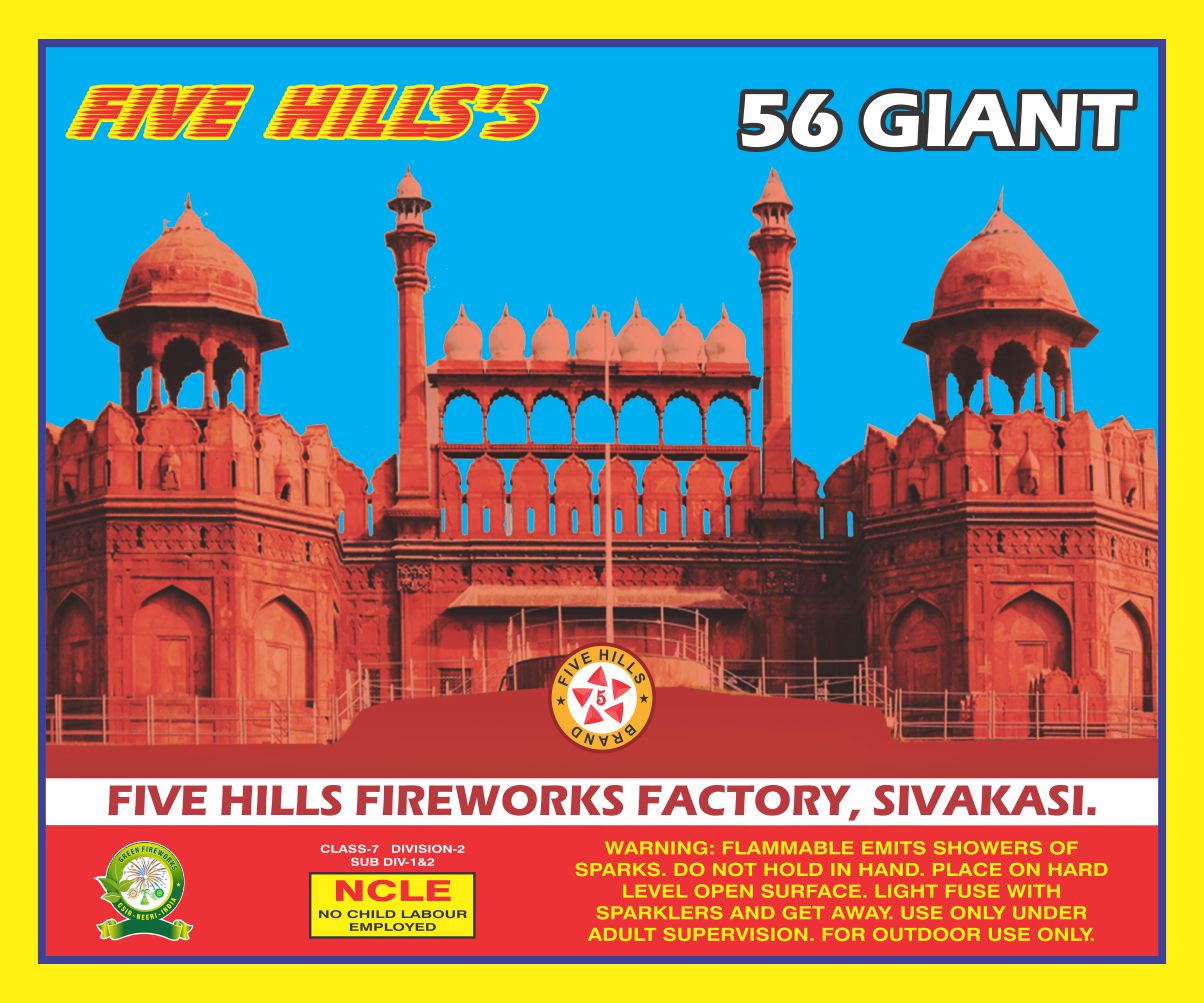 FIVE HILLS'S
56 GIANT
FIVE HILLS
5
BRAND
FIVE HILLS FIREWORKS FACTORY, SIVAKASI.
GREEN FIREWORKS
CSIR-NEERI-INDIA
CLASS-7 DIVISION-2
SUB DIV-1&2
NCLE
NO CHILD LABOUR
EMPLOYED
WARNING: FLAMMABLE EMITS SHOWERS OF
SPARKS. DO NOT HOLD IN HAND. PLACE ON HARD
LEVEL OPEN SURFACE. LIGHT FUSE WITH
SPARKLERS AND GET AWAY. USE ONLY UNDER
ADULT SUPERVISION. FOR OUTDOOR USE ONLY.